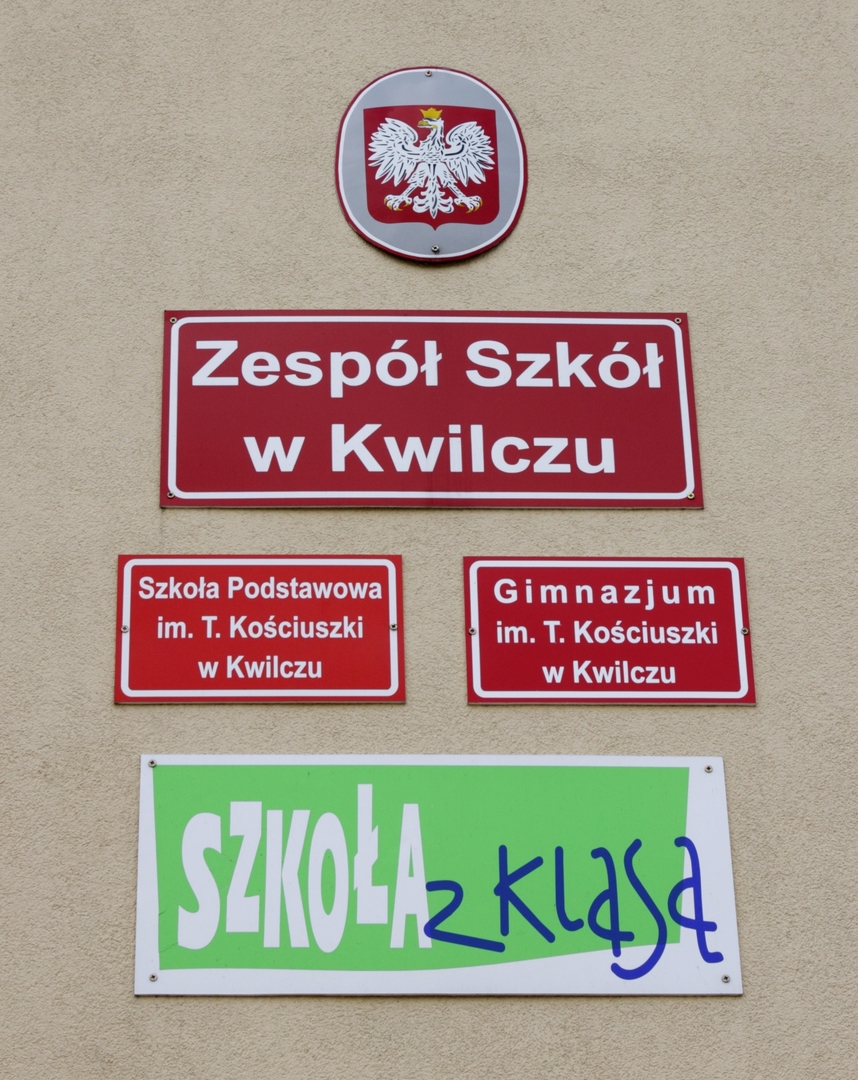 Zespół Szkół
w Kwilczu
Szkoła Podstawowa
im. T. Kościuszki
w Kwilczu
Gimnazjum
im. T. Kościuszki
w Kwilczu
SZKOŁA z klasą